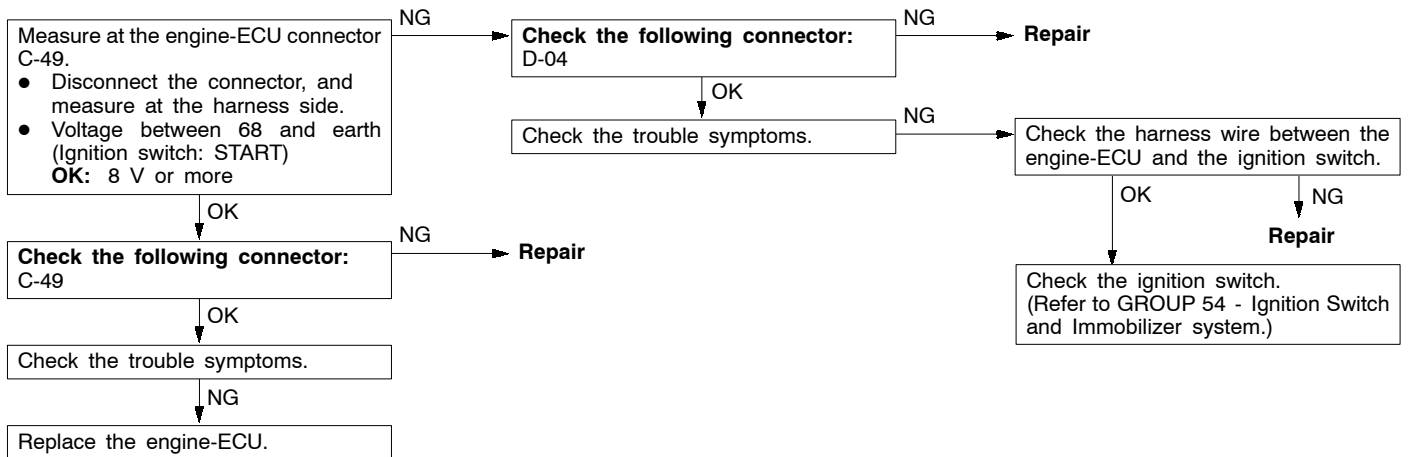 Measure at the engine-ECU connector
C-49.
● Disconnect the connector, and
measure at the harness side.
● Voltage between 68 and earth
(Ignition switch: START)
OK: 8 V or more
NG
Check the following connector:
D-04
NG
Repair
OK
Check the trouble symptoms.
NG
Check the harness wire between the
engine-ECU and the ignition switch.
OK
NG
Repair
Check the ignition switch.
(Refer to GROUP 54 - Ignition Switch
and Immobilizer system.)
OK
Check the following connector:
C-49
NG
Repair
OK
Check the trouble symptoms.
NG
Replace the engine-ECU.